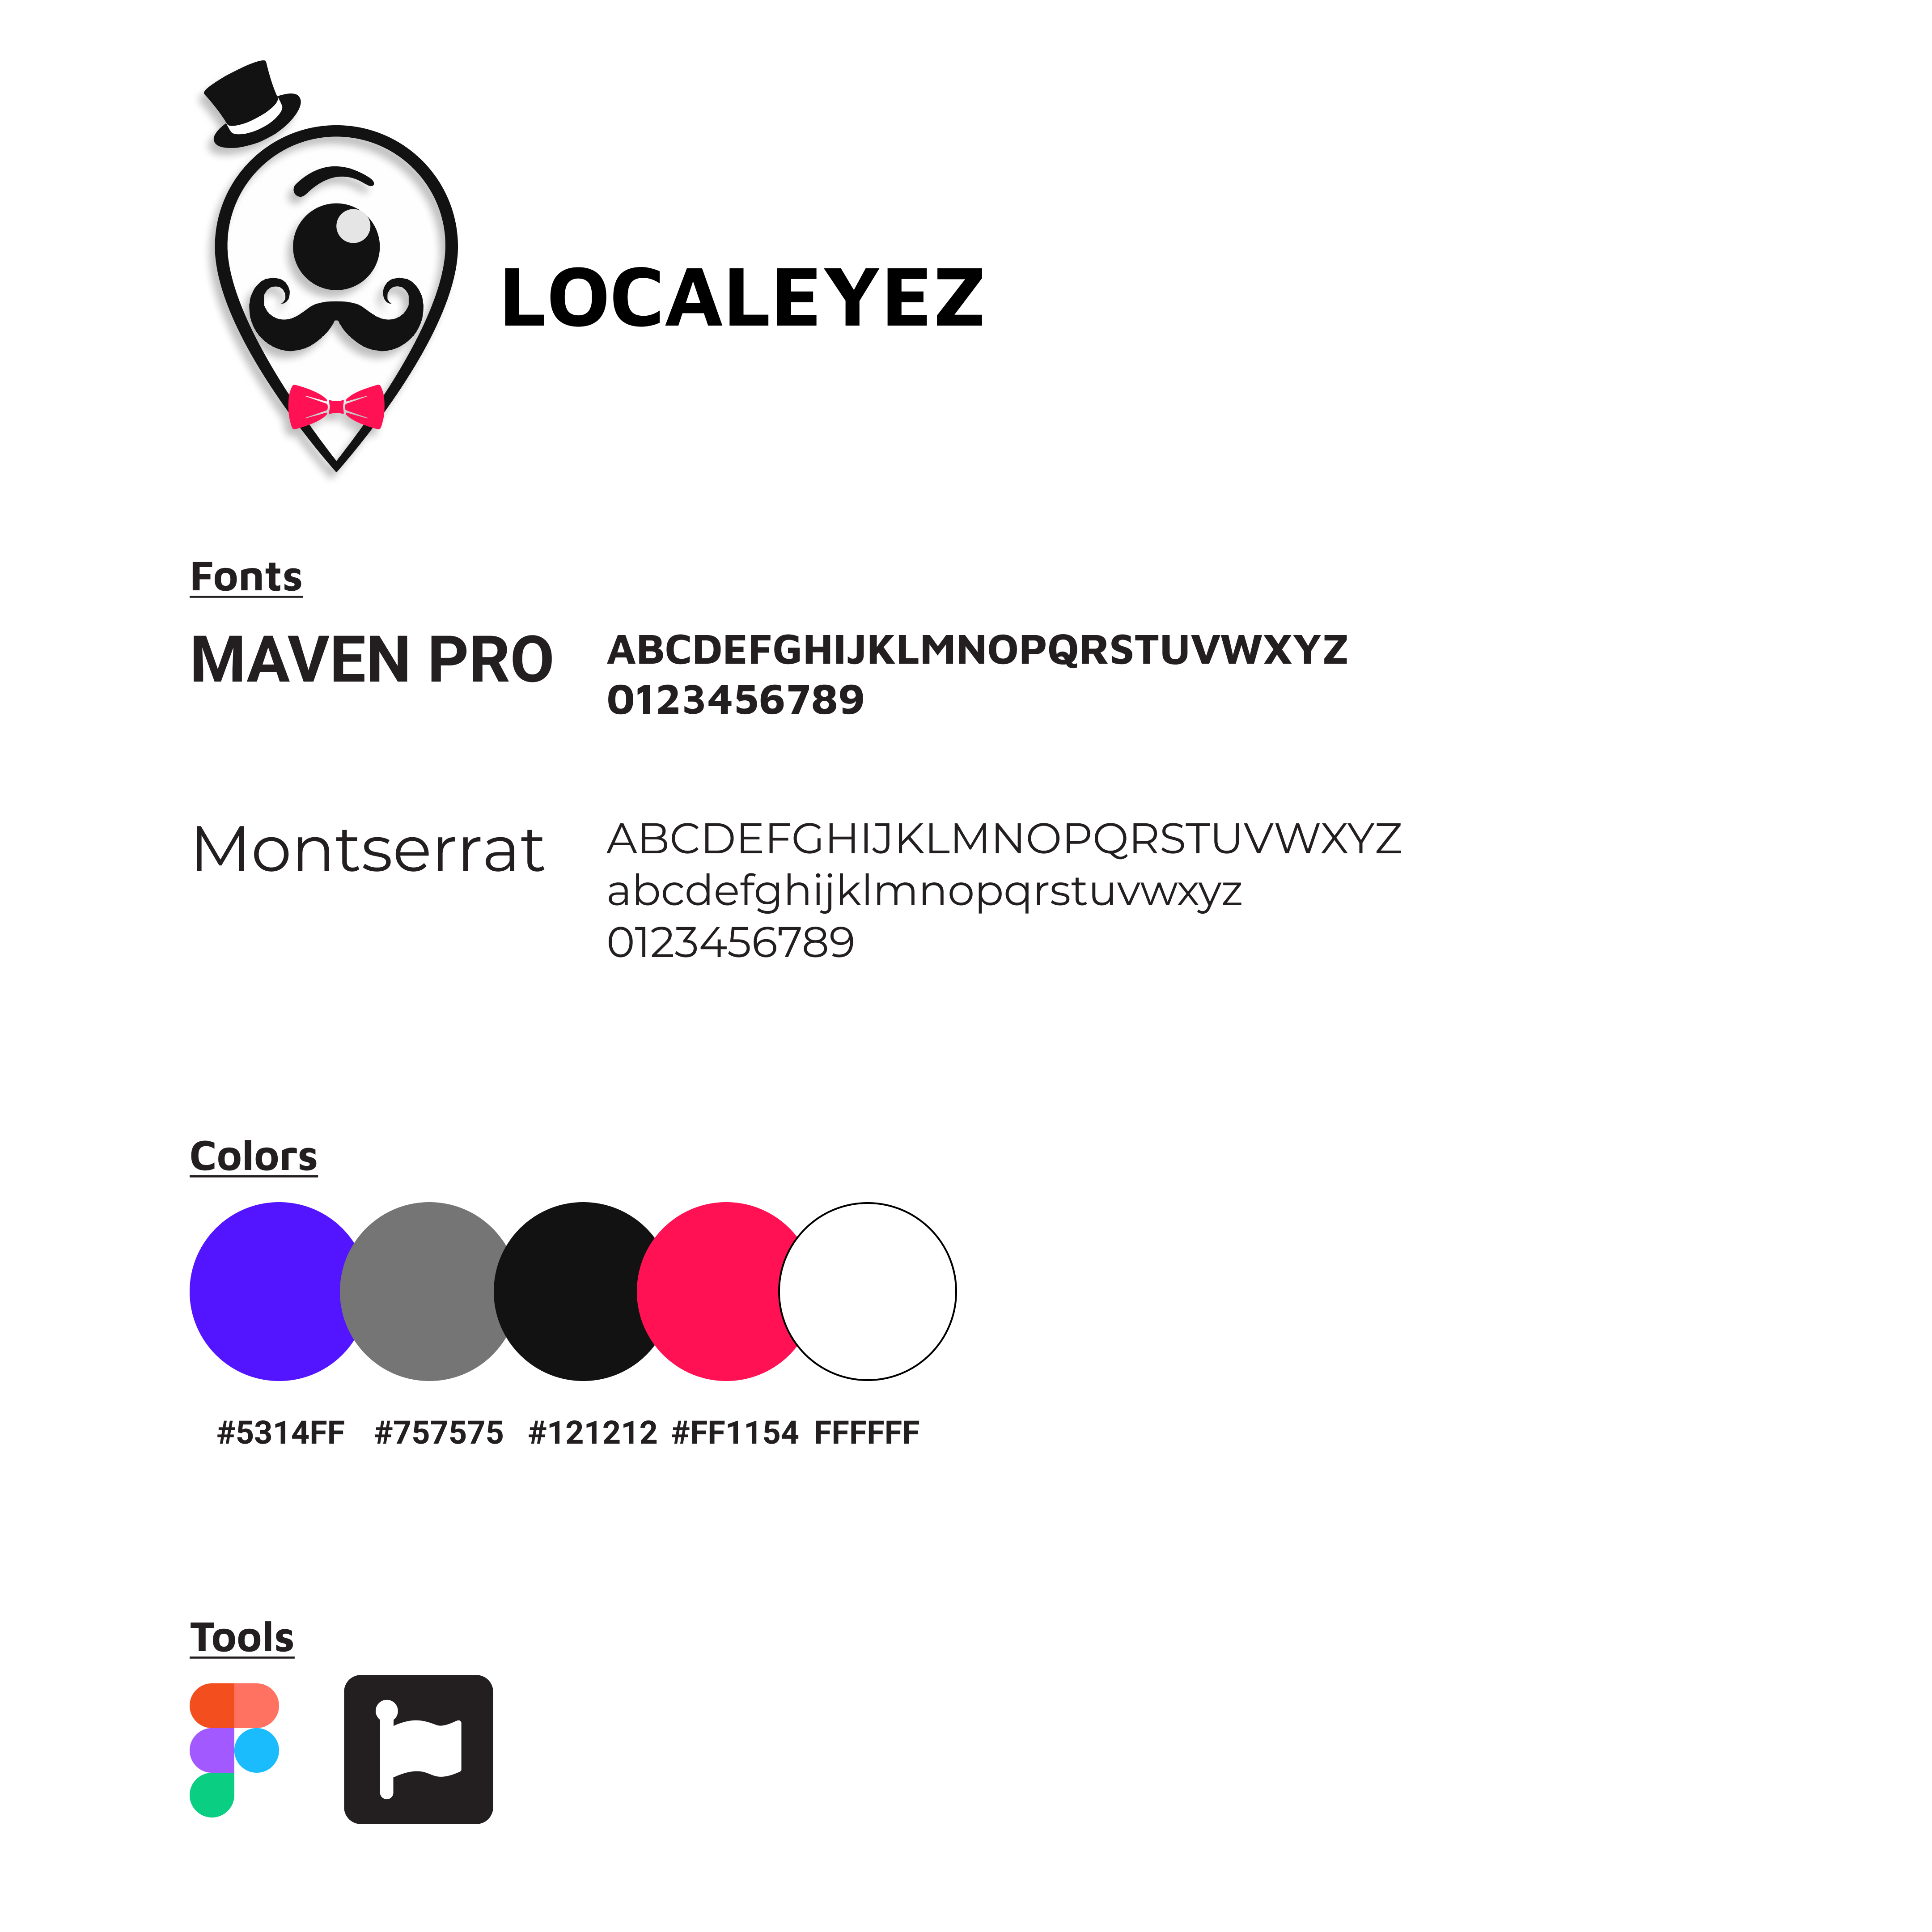 LOCALEYEZ
Fonts
MAVEN PRO
ABCDEFGHIJKLMNOPQRSTUVWXYZ
0123456789
Montserrat
ABCDEFGHIJKLMNOPQRSTUVWXYZ
abcdefghijklmnopqrstuvwxyz
0123456789
Colors
#5314FF #757575 #121212 #FF1154 FFFFFF
Tools